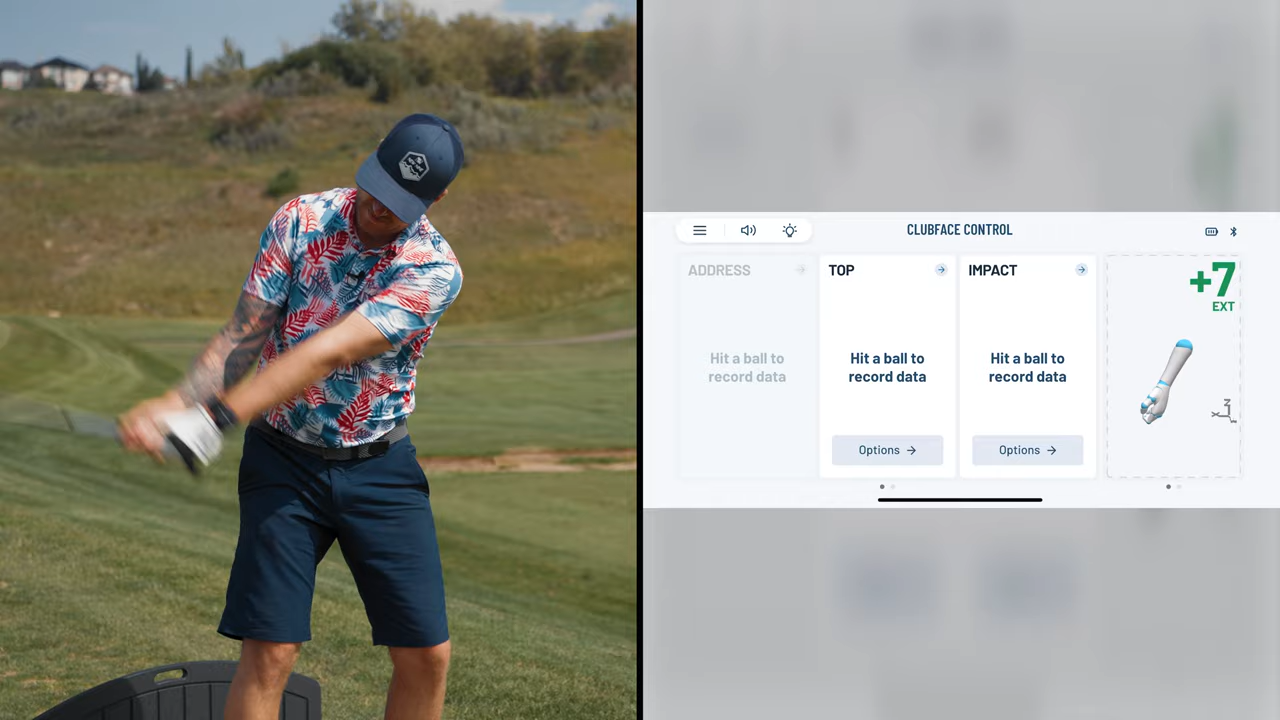 CLUBFACE CONTROL
ADDRESS
TOP
IMPACT
+7
EXT
Hit a ball to
record data
Hit a ball to
record data
Hit a ball to
record data
Options
Options